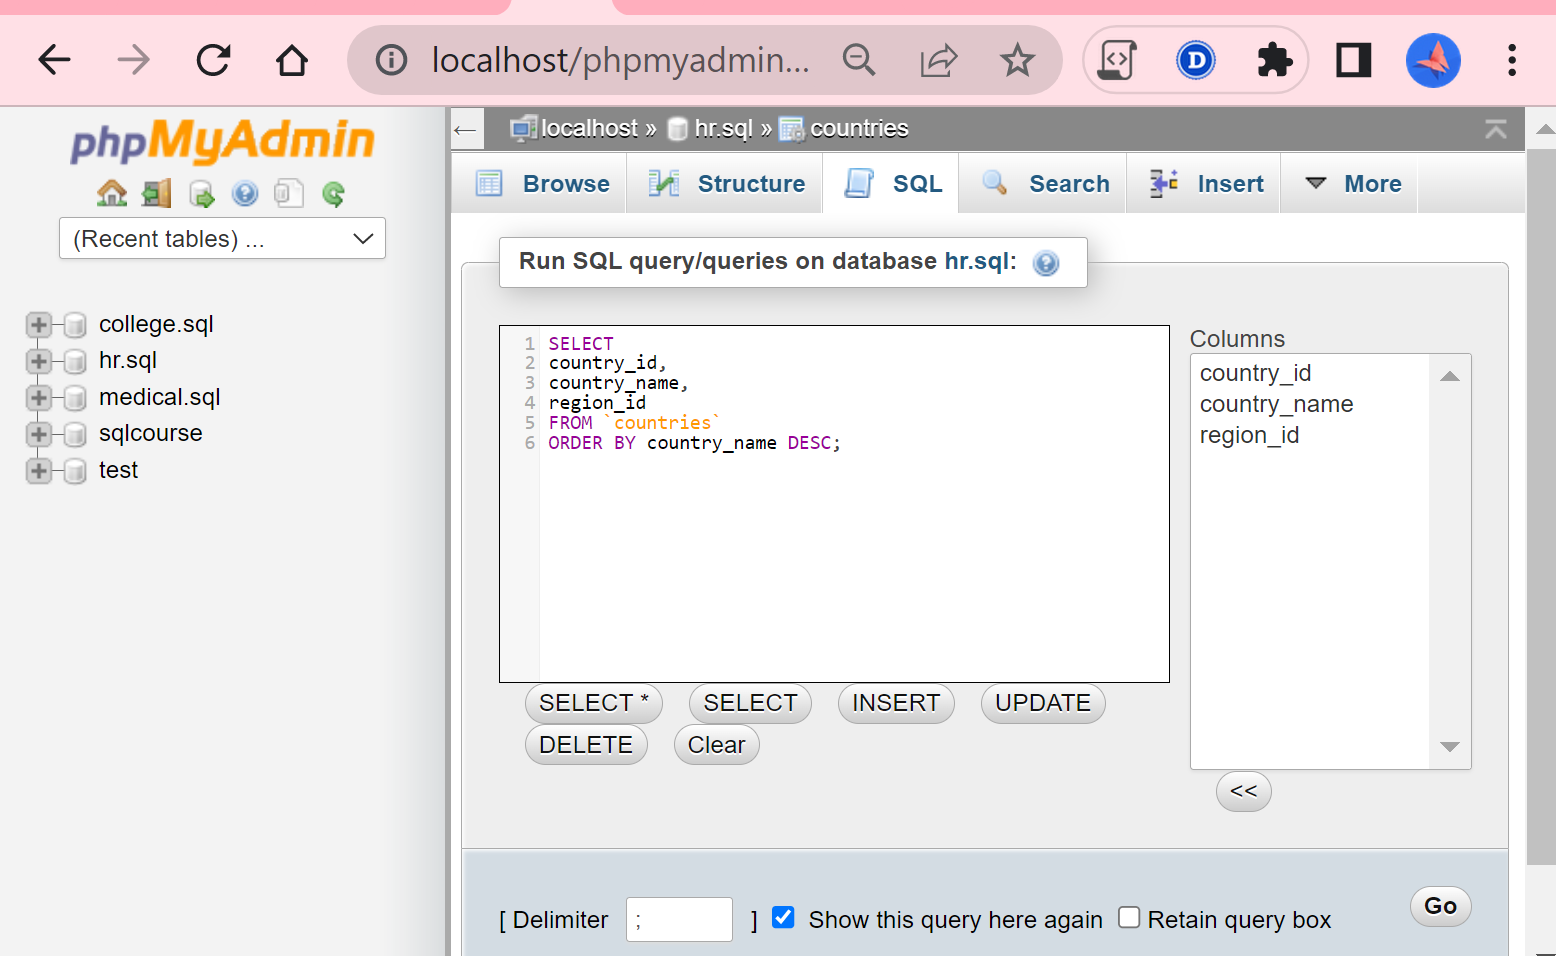 localhost/phpmyadmin...
phpMyAdmin
(Recent tables) ...
college.sql
hr.sql
medical.sql
sqlcourse
test
localhost » hr.sql » countries
Browse Structure SQL Search Insert More
Run SQL query/queries on database hr.sql:
1 SELECT
2 country_id,
3 country_name,
4 region_id
5 FROM `countries`
6 ORDER BY country_name DESC;
Columns
country_id
country_name
region_id
SELECT * SELECT INSERT UPDATE
DELETE Clear
<<
[ Delimiter ; ] Show this query here again Retain query box Go